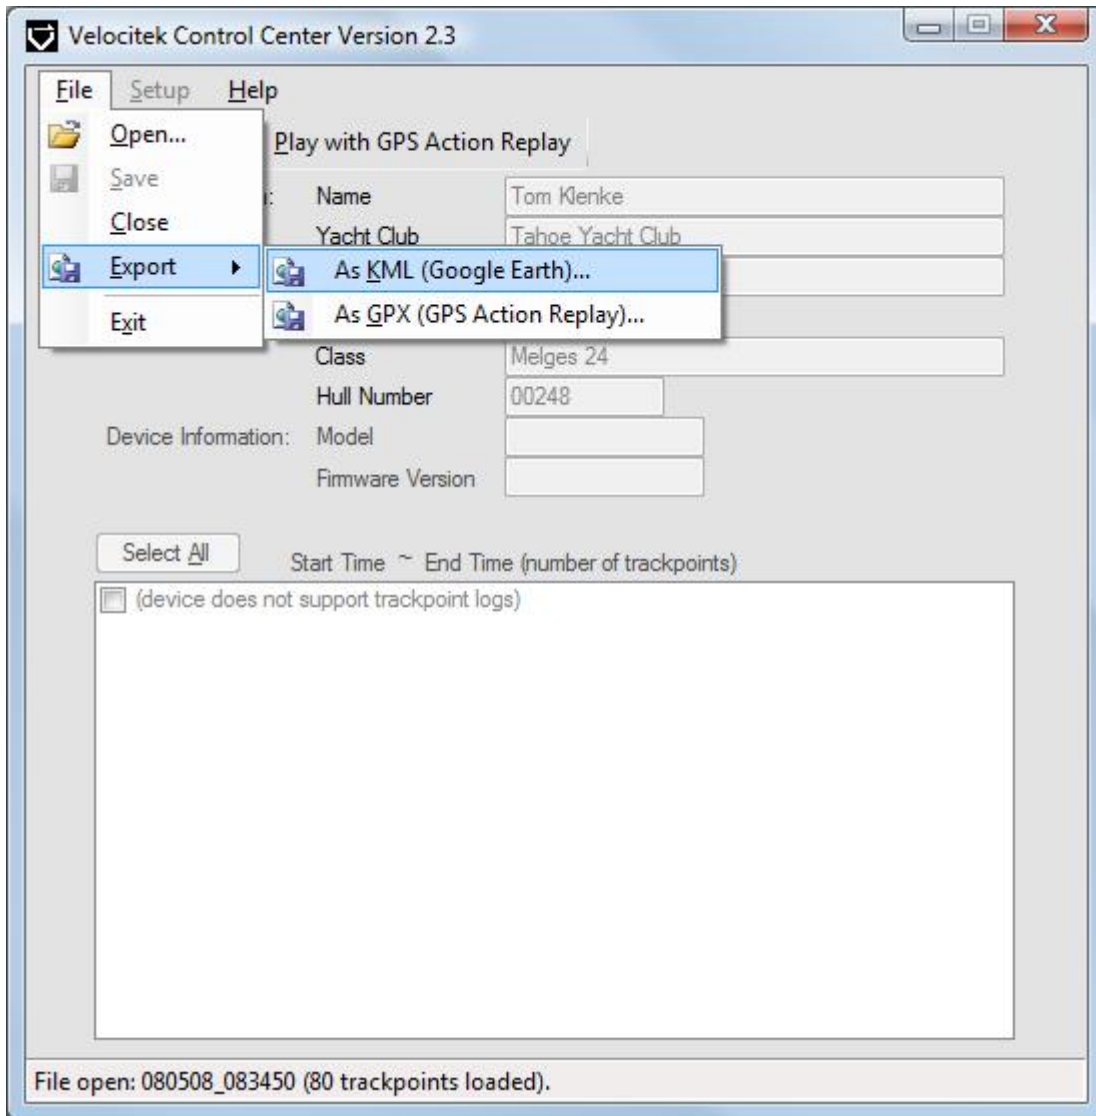 Velocitek Control Center Version 2.3
File Setup Help
Open...
Play with GPS Action Replay
Save
Name Tom Klenke
Close
Yacht Club Tahoe Yacht Club
Export
As KML (Google Earth)...
As GPX (GPS Action Replay)...
Exit
Class Melges 24
Hull Number 00248
Device Information: Model
Firmware Version
Select All
Start Time ~ End Time (number of trackpoints)
(device does not support trackpoint logs)
File open: 080508_083450 (80 trackpoints loaded).